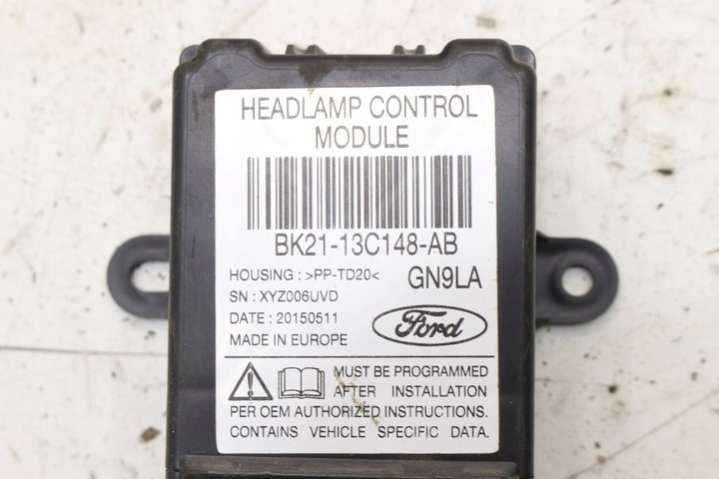 HEADLAMP CONTROL
MODULE
BK21-13C148-AB
HOUSING : >PP-TD20< GN9LA
SN : XYZ006UVD
DATE : 20150511
Ford
MADE IN EUROPE
MUST BE PROGRAMMED
AFTER INSTALLATION
PER OEM AUTHORIZED INSTRUCTIONS.
CONTAINS VEHICLE SPECIFIC DATA.